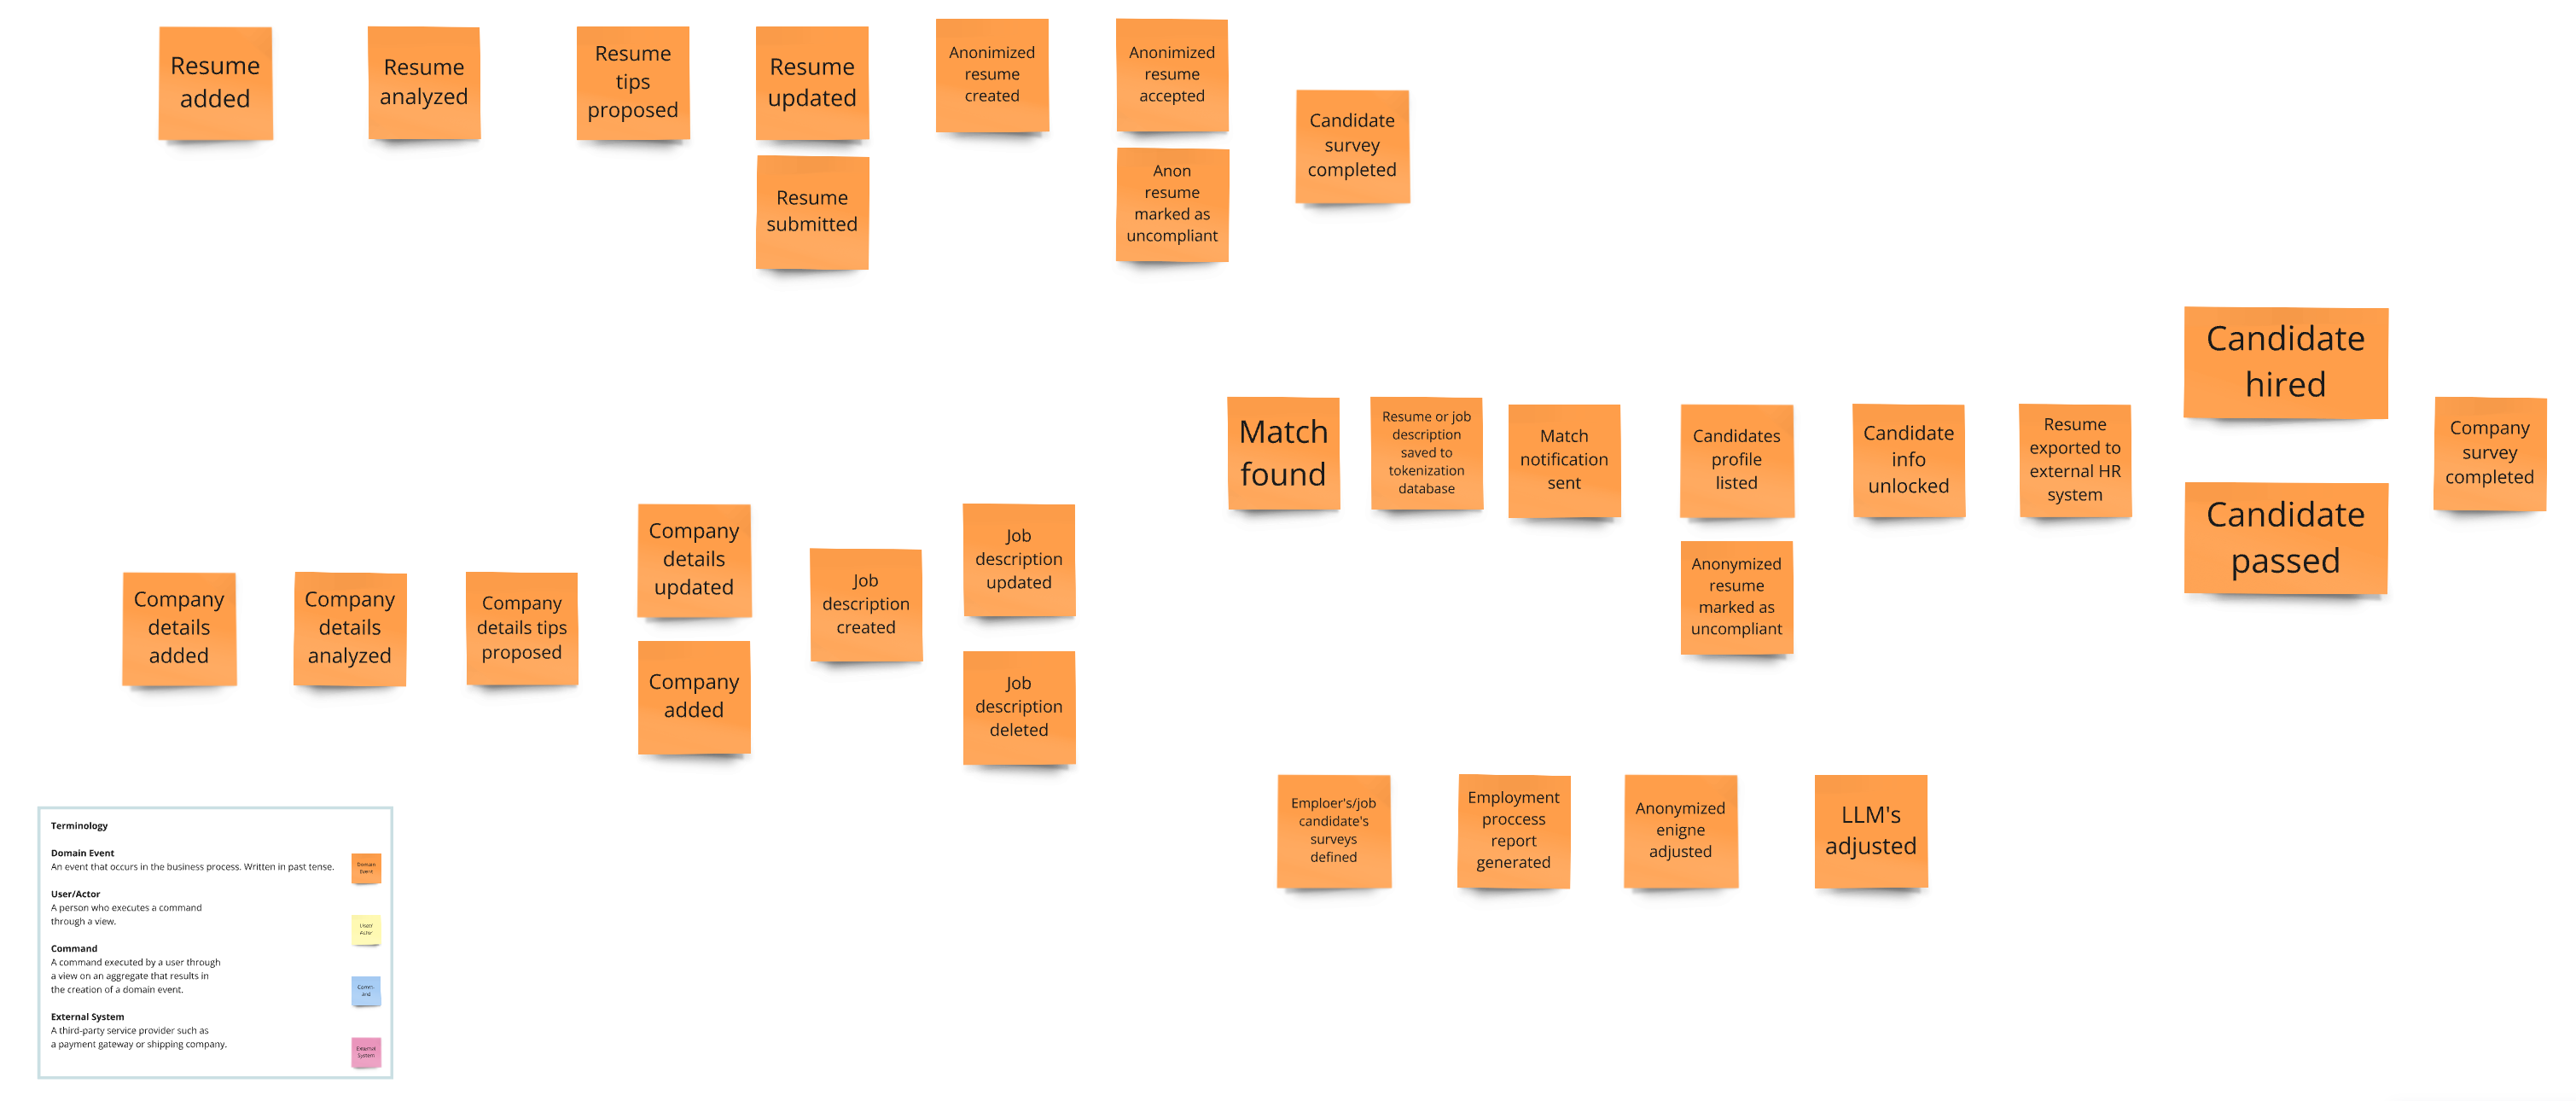 Resume
added
Resume
analyzed
Resume
tips
proposed
Resume
updated
Anonimized
resume
created
Anonimized
resume
accepted
Candidate
survey
completed
Resume
submitted
Anon
resume
marked as
uncompliant
Candidate
hired
Match
found
Resume or job
description
saved to
tokenization
database
Match
notification
sent
Candidates
profile
listed
Candidate
info
unlocked
Resume
exported to
external HR
system
Company
survey
completed
Candidate
passed
Anonymized
resume
marked as
uncompliant
Company
details
added
Company
details
analyzed
Company
details tips
proposed
Company
details
updated
Company
added
Job
description
created
Job
description
updated
Job
description
deleted
Emploer's/job
candidate's
surveys
defined
Employment
proccess
report
generated
Anonymized
enigne
adjusted
LLM's
adjusted
Terminology
Domain Event
An event that occurs in the business process. Written in past tense.
Domain
Event
User/Actor
A person who executes a command
through a view.
User/
Actor
Command
A command executed by a user through
a view on an aggregate that results in
the creation of a domain event.
Comm-
and
External System
A third-party service provider such as
a payment gateway or shipping company.
External
System